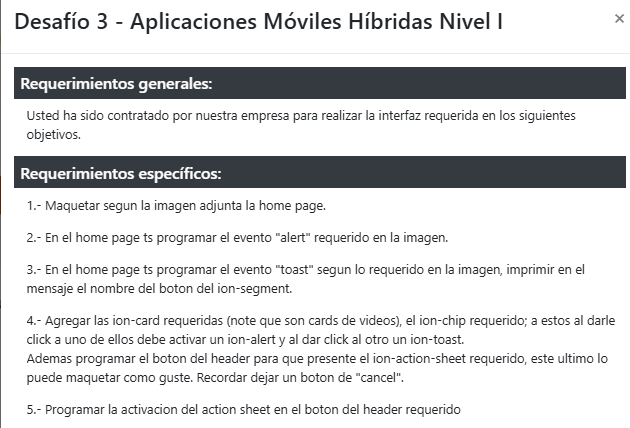 Desafío 3 - Aplicaciones Móviles Híbridas Nivel I
×
Requerimientos generales:
Usted ha sido contratado por nuestra empresa para realizar la interfaz requerida en los siguientes
objetivos.
Requerimientos específicos:
1.- Maquetar segun la imagen adjunta la home page.
2.- En el home page ts programar el evento "alert" requerido en la imagen.
3.- En el home page ts programar el evento "toast" segun lo requerido en la imagen, imprimir en el
mensaje el nombre del boton del ion-segment.
4.- Agregar las ion-card requeridas (note que son cards de videos), el ion-chip requerido; a estos al darle
click a uno de ellos debe activar un ion-alert y al dar click al otro un ion-toast.
Ademas programar el boton del header para que presente el ion-action-sheet requerido, este ultimo lo
puede maquetar como guste. Recordar dejar un boton de "cancel".
5.- Programar la activacion del action sheet en el boton del header requerido